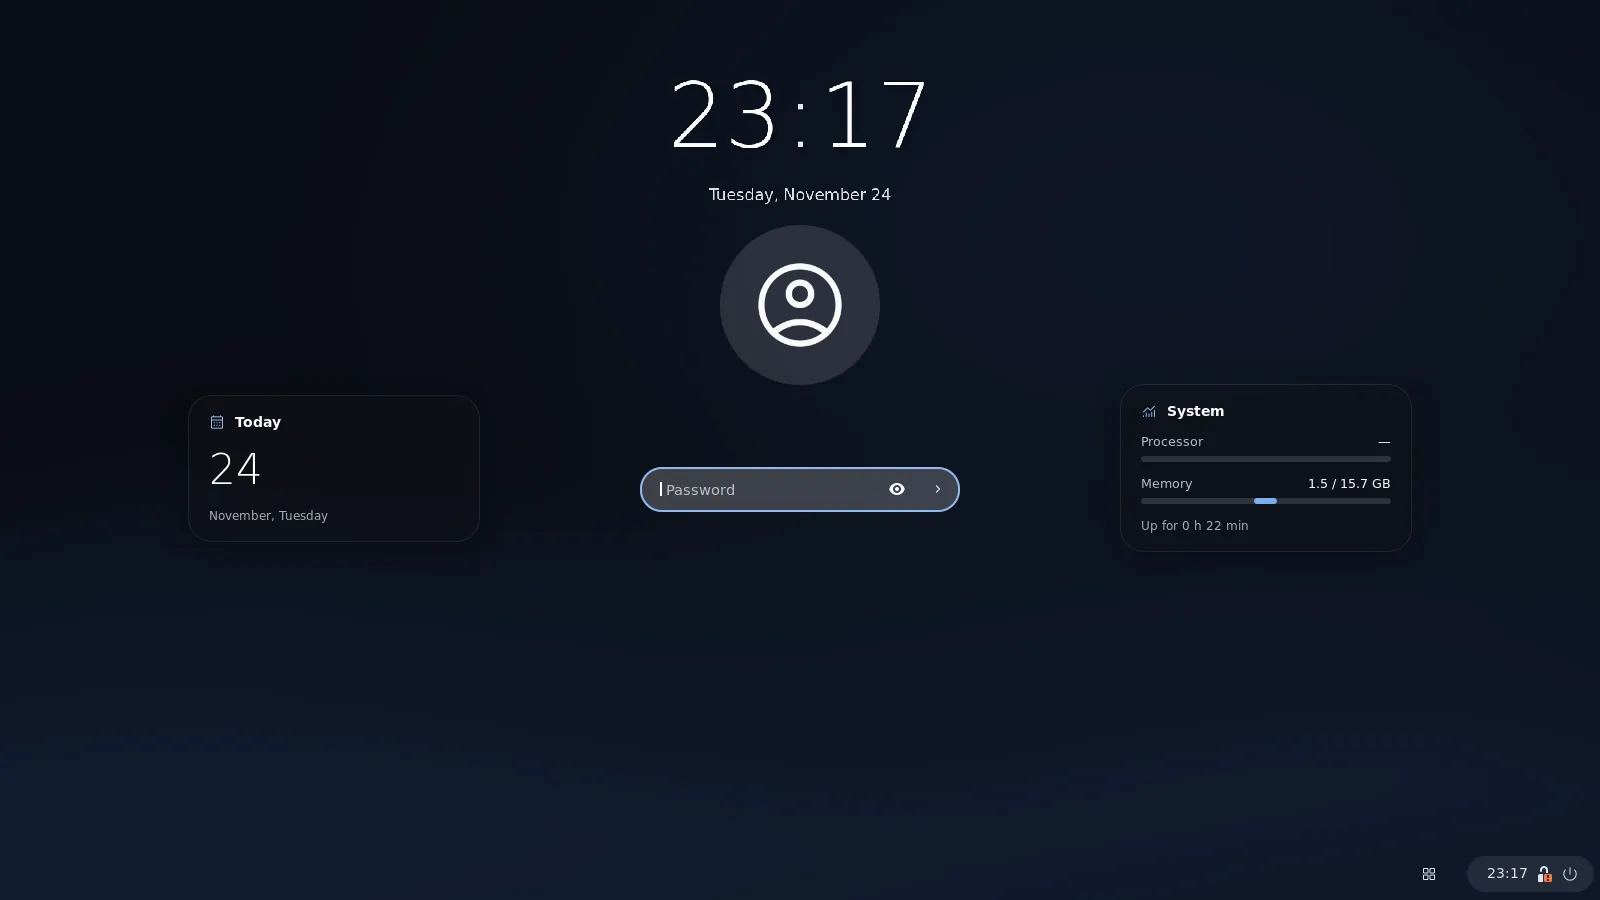 23:17
Tuesday, November 24
Today
24
November, Tuesday
Password
System
Processor —
Memory 1.5 / 15.7 GB
Up for 0 h 22 min
23:17